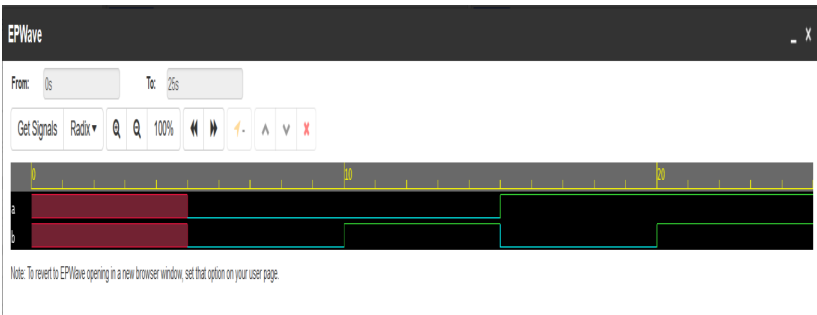 EPWave
_ x
From: 0s To: 25s
Get Signals Radix▾ 100% - x
0 10 20
a
b
Note: To revert to EPWave opening in a new browser window, set that option on your user page.